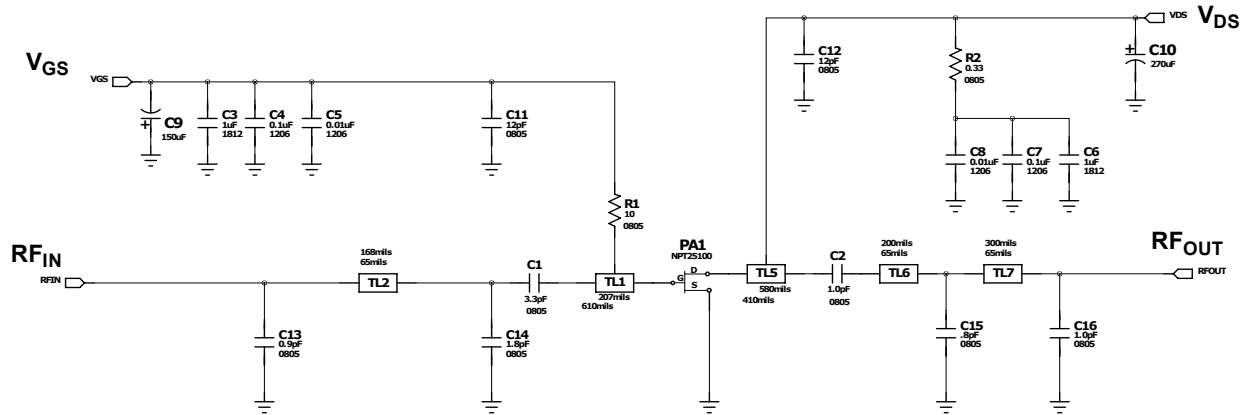 VDS
VDS
C12
12pF
0805
R2
0.33
0805
+
C10
270uF
VGS
VGS
+
C9
150uF
C3
1uF
1812
C4
0.1uF
1206
C5
0.01uF
1206
C11
12pF
0805
C8
0.01uF
1206
C7
0.1uF
1206
C6
1uF
1812
R1
10
0805
RFIN
RFIN
168mils
65mils
TL2
C1
3.3pF
0805
TL1
207mils
610mils
PA1
NPT25100
G
D
S
TL5
580mils
410mils
C2
1.0pF
0805
200mils
65mils
TL6
300mils
65mils
TL7
RFOUT
RFOUT
C13
0.9pF
0805
C14
1.8pF
0805
C15
.8pF
0805
C16
1.0pF
0805